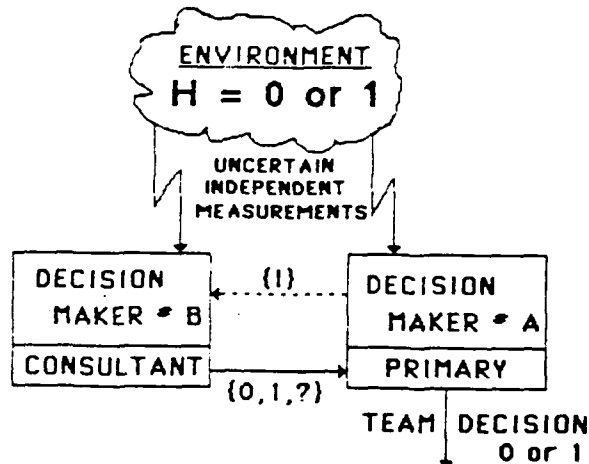 ENVIRONMENT
H = 0 or 1
UNCERTAIN
INDEPENDENT
MEASUREMENTS
DECISION
MAKER # B
CONSULTANT
{I}
{0,1,?}
DECISION
MAKER # A
PRIMARY
TEAM DECISION
0 or 1